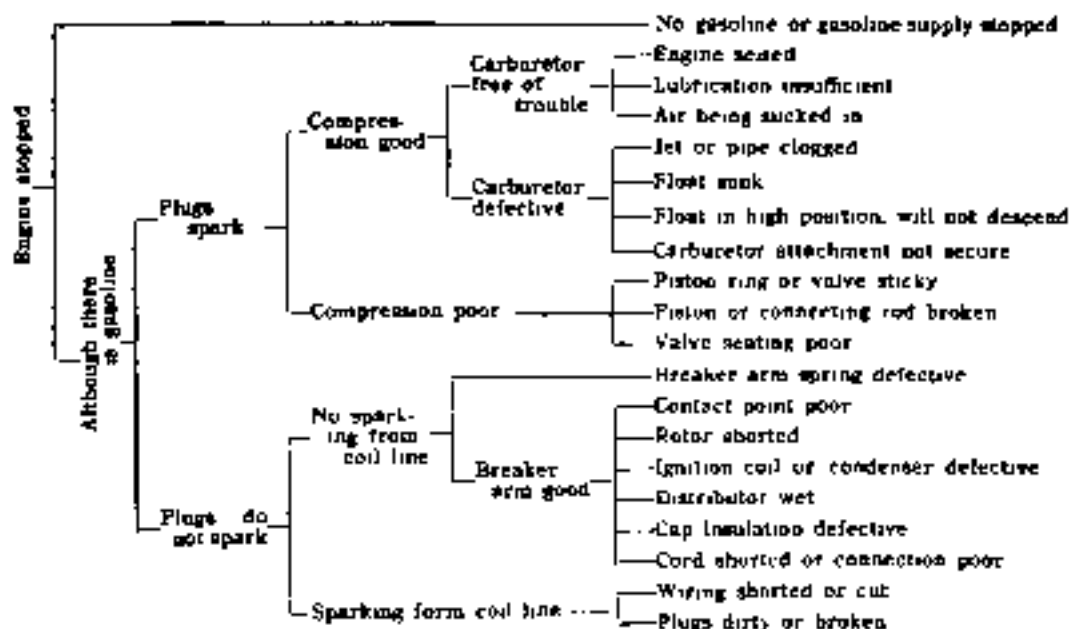 Engine stopped
No gasoline or gasoline supply stopped
Although there
is gasoline
Plugs
spark
Compres-
sion good
Carburetor
free of
trouble
Engine seized
Lubrication insufficient
Air being sucked in
Carburetor
defective
Jet or pipe clogged
Float sunk
Float in high position, will not descend
Carburetor attachment not secure
Compression poor
Piston ring or valve sticky
Piston or connecting rod broken
Valve seating poor
Plugs do
not spark
No spark-
ing from
coil line
Breaker arm spring defective
Breaker
arm good
Contact point poor
Rotor shorted
Ignition coil or condenser defective
Distributor wet
Cap insulation defective
Cord shorted or connection poor
Sparking form coil line
Wiring shorted or cut
Plugs dirty or broken